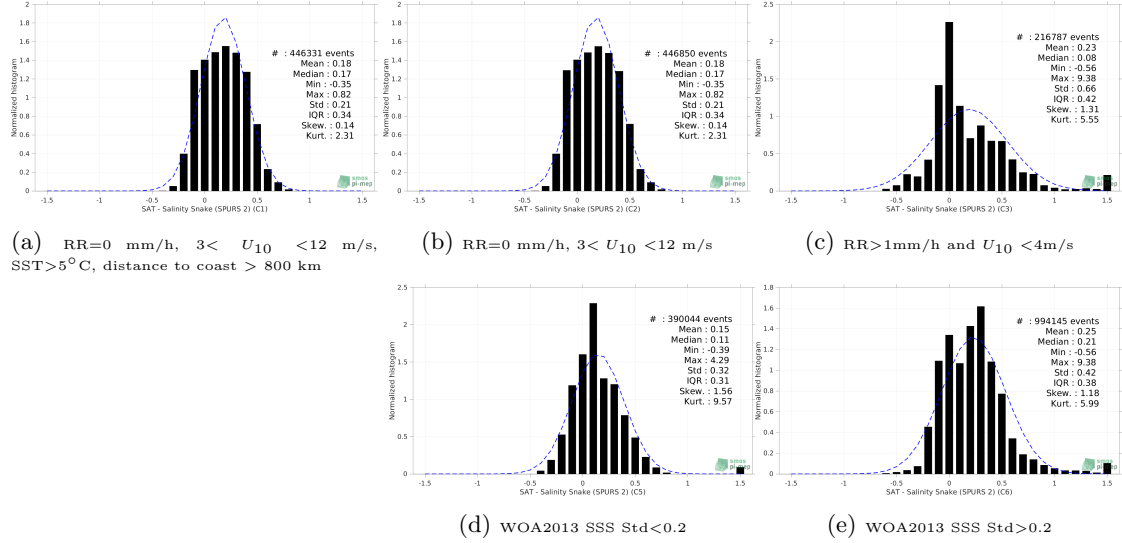 2
1.8
1.6
1.4
1.2
1
0.8
0.6
0.4
0.2
0
Normalized histogram
# : 446331 events
Mean : 0.18
Median : 0.17
Min : -0.35
Max : 0.82
Std : 0.21
IQR : 0.34
Skew. : 0.14
Kurt. : 2.31
smos
pi-mep
-1.5 -1 -0.5 0 0.5 1 1.5
SAT - Salinity Snake (SPURS 2) (C1)
(a) RR=0 mm/h, 3< U10 <12 m/s,
SST>5°C, distance to coast > 800 km
2
1.8
1.6
1.4
1.2
1
0.8
0.6
0.4
0.2
0
Normalized histogram
# : 446850 events
Mean : 0.18
Median : 0.17
Min : -0.35
Max : 0.82
Std : 0.21
IQR : 0.34
Skew. : 0.14
Kurt. : 2.31
smos
pi-mep
-1.5 -1 -0.5 0 0.5 1 1.5
SAT - Salinity Snake (SPURS 2) (C2)
(b) RR=0 mm/h, 3< U10 <12 m/s
2.5
2
1.5
1
0.5
0
Normalized histogram
# : 216787 events
Mean : 0.23
Median : 0.08
Min : -0.56
Max : 9.38
Std : 0.66
IQR : 0.42
Skew. : 1.31
Kurt. : 5.55
smos
pi-mep
-1.5 -1 -0.5 0 0.5 1 1.5
SAT - Salinity Snake (SPURS 2) (C3)
(c) RR>1mm/h and U10 <4m/s
2.5
2
1.5
1
0.5
0
Normalized histogram
# : 390044 events
Mean : 0.15
Median : 0.11
Min : -0.39
Max : 4.29
Std : 0.32
IQR : 0.31
Skew. : 1.56
Kurt. : 9.57
smos
pi-mep
-1.5 -1 -0.5 0 0.5 1 1.5
SAT - Salinity Snake (SPURS 2) (C5)
(d) WOA2013 SSS Std<0.2
1.8
1.6
1.4
1.2
1
0.8
0.6
0.4
0.2
0
Normalized histogram
# : 994145 events
Mean : 0.25
Median : 0.21
Min : -0.56
Max : 9.38
Std : 0.42
IQR : 0.38
Skew. : 1.18
Kurt. : 5.99
smos
pi-mep
-1.5 -1 -0.5 0 0.5 1 1.5
SAT - Salinity Snake (SPURS 2) (C6)
(e) WOA2013 SSS Std>0.2